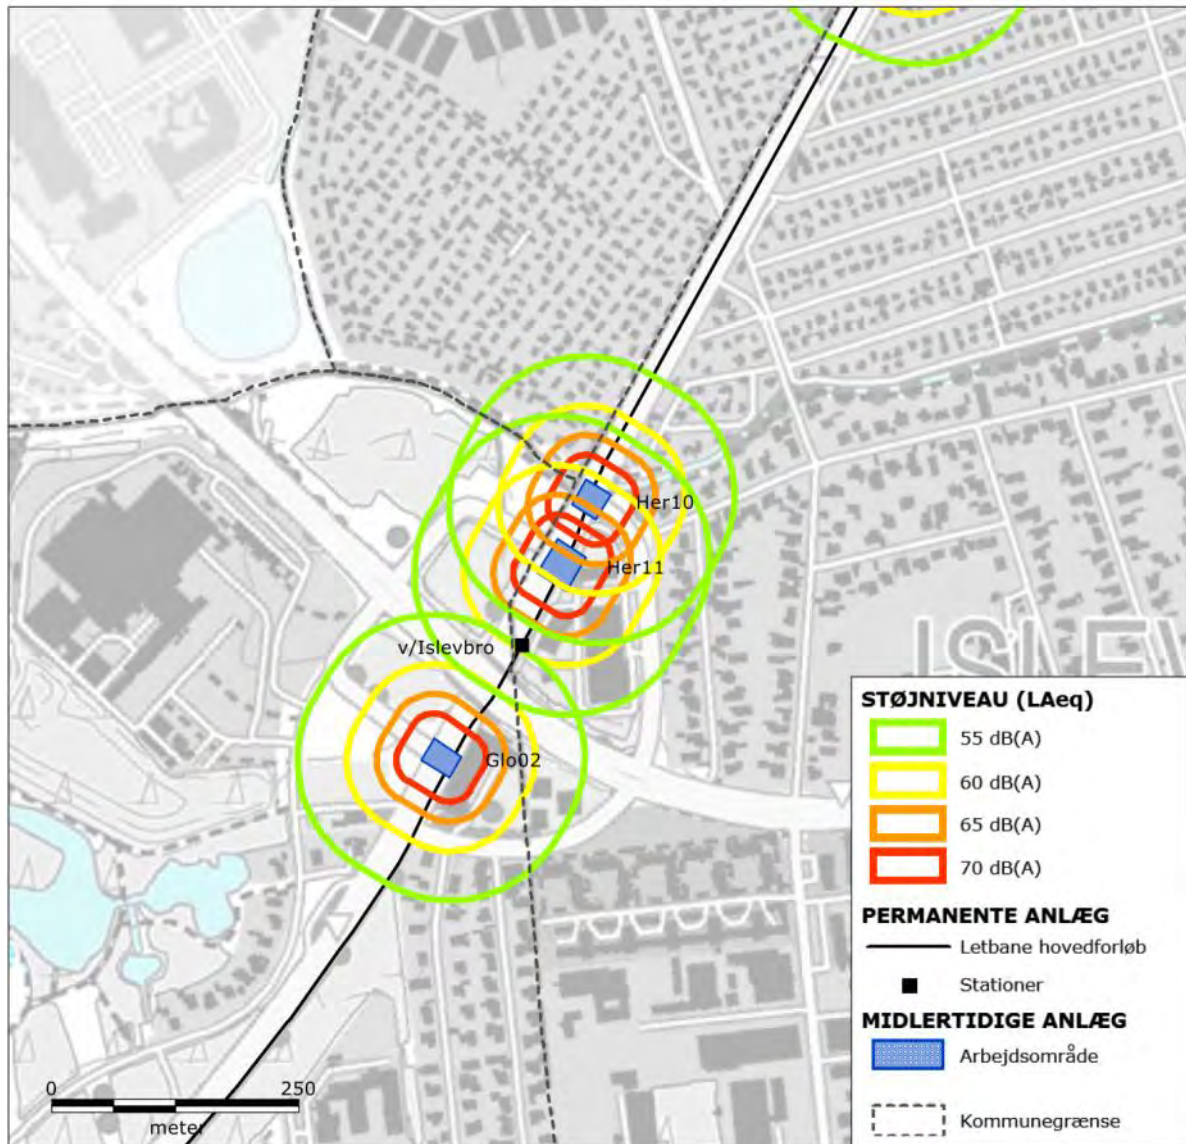 Her10
Her11
v/Islevbro
Glo02
ISLEV
STØJNIVEAU (LAeq)
55 dB(A)
60 dB(A)
65 dB(A)
70 dB(A)
PERMANENTE ANLÆG
Letbane hovedforløb
Stationer
MIDLERTIDIGE ANLÆG
Arbejdsområde
Kommunegrænse
0 250
meter